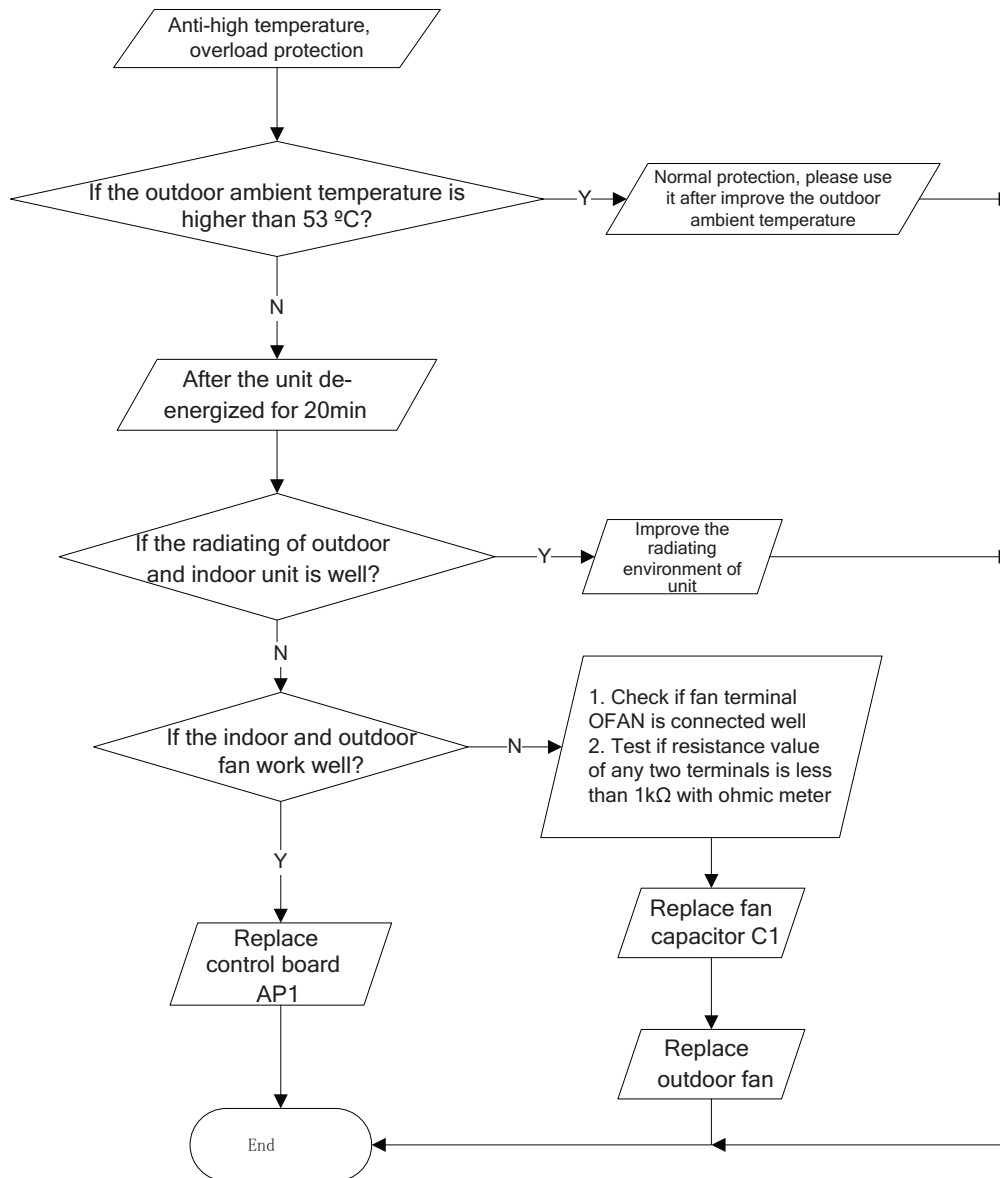 Anti-high temperature,
overload protection
If the outdoor ambient temperature is
higher than 53 ºC?
Y
Normal protection, please use
it after improve the outdoor
ambient temperature
N
After the unit de-
energized for 20min
If the radiating of outdoor
and indoor unit is well?
Y
Improve the
radiating
environment of
unit
N
If the indoor and outdoor
fan work well?
N
1. Check if fan terminal
OFAN is connected well
2. Test if resistance value
of any two terminals is less
than 1kΩ with ohmic meter
Y
Replace fan
capacitor C1
Replace
control board
AP1
Replace
outdoor fan
End